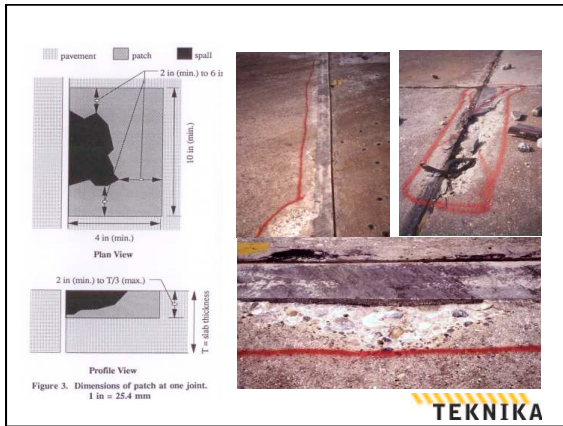 pavement patch spall
2 in (min.) to 6 i
10 in (min.)
4 in (min.)
Plan View
2 in (min.) to T/3 (max.)
T = slab thickness
Profile View
Figure 3. Dimensions of patch at one joint.
1 in = 25.4 mm
TEKNIKA